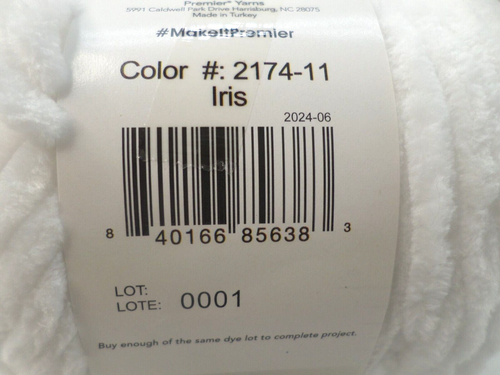 Premier® Yarns
5991 Caldwell Park Drive Harrisburg, NC 28075
Made in Turkey
#MakeItPremier
Color #: 2174-11
Iris
2024-06
8 40166 85638 3
LOT:
LOTE: 0001
Buy enough of the same dye lot to complete project.